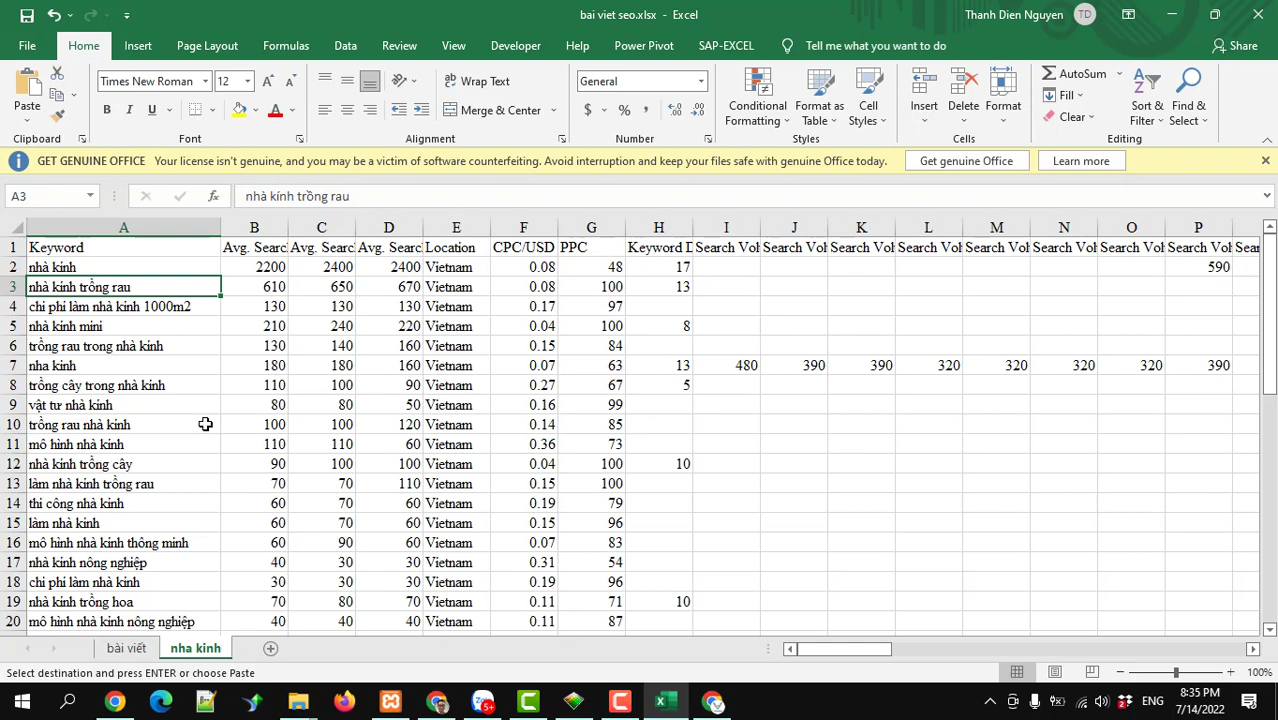 bai viet seo.xlsx - Excel
Thanh Dien Nguyen TD
File Home Insert Page Layout Formulas Data Review View Developer Help Power Pivot SAP-EXCEL Tell me what you want to do Share
Times New Roman 12 Wrap Text General AutoSum
Fill
Paste B I U Merge & Center $ % , Conditional Formatting Format as Table Cell Styles Insert Delete Format Clear Sort & Filter Find & Select
Clipboard Font Alignment Number Styles Cells Editing
GET GENUINE OFFICE Your license isn't genuine, and you may be a victim of software counterfeiting. Avoid interruption and keep your files safe with genuine Office today. Get genuine Office Learn more
A3 fx nhà kính trồng rau
A B C D E F G H I J K L M N O P
1 Keyword Avg. Searc Avg. Searc Avg. Searc Location CPC/USD PPC Keyword D Search Vol Search Vol Search Vol Search Vol Search Vol Search Vol Search Vol Search Vol Sear
2 nhà kính 2200 2400 2400 Vietnam 0.08 48 17 590
3 nhà kính trồng rau 610 650 670 Vietnam 0.08 100 13
4 chi phí làm nhà kính 1000m2 130 130 130 Vietnam 0.17 97
5 nhà kính mini 210 240 220 Vietnam 0.04 100 8
6 trồng rau trong nhà kính 130 140 160 Vietnam 0.15 84
7 nha kinh 180 180 160 Vietnam 0.07 63 13 480 390 390 320 320 320 320 390
8 trồng cây trong nhà kính 110 100 90 Vietnam 0.27 67 5
9 vật tư nhà kính 80 80 50 Vietnam 0.16 99
10 trồng rau nhà kính 100 100 120 Vietnam 0.14 85
11 mô hình nhà kính 110 110 60 Vietnam 0.36 73
12 nhà kính trồng cây 90 100 100 Vietnam 0.04 100 10
13 làm nhà kính trồng rau 70 70 110 Vietnam 0.15 100
14 thi công nhà kính 60 70 60 Vietnam 0.19 79
15 làm nhà kính 60 70 60 Vietnam 0.15 96
16 mô hình nhà kính thông minh 60 90 60 Vietnam 0.07 83
17 nhà kính nông nghiệp 40 30 30 Vietnam 0.31 54
18 chi phí làm nhà kính 30 30 30 Vietnam 0.19 96
19 nhà kính trồng hoa 70 80 70 Vietnam 0.11 71 10
20 mô hình nhà kính nông nghiệp 40 40 40 Vietnam 0.11 87
bài viết nha kinh
Select destination and press ENTER or choose Paste 100%
5+ ENG 8:35 PM
7/14/2022 2